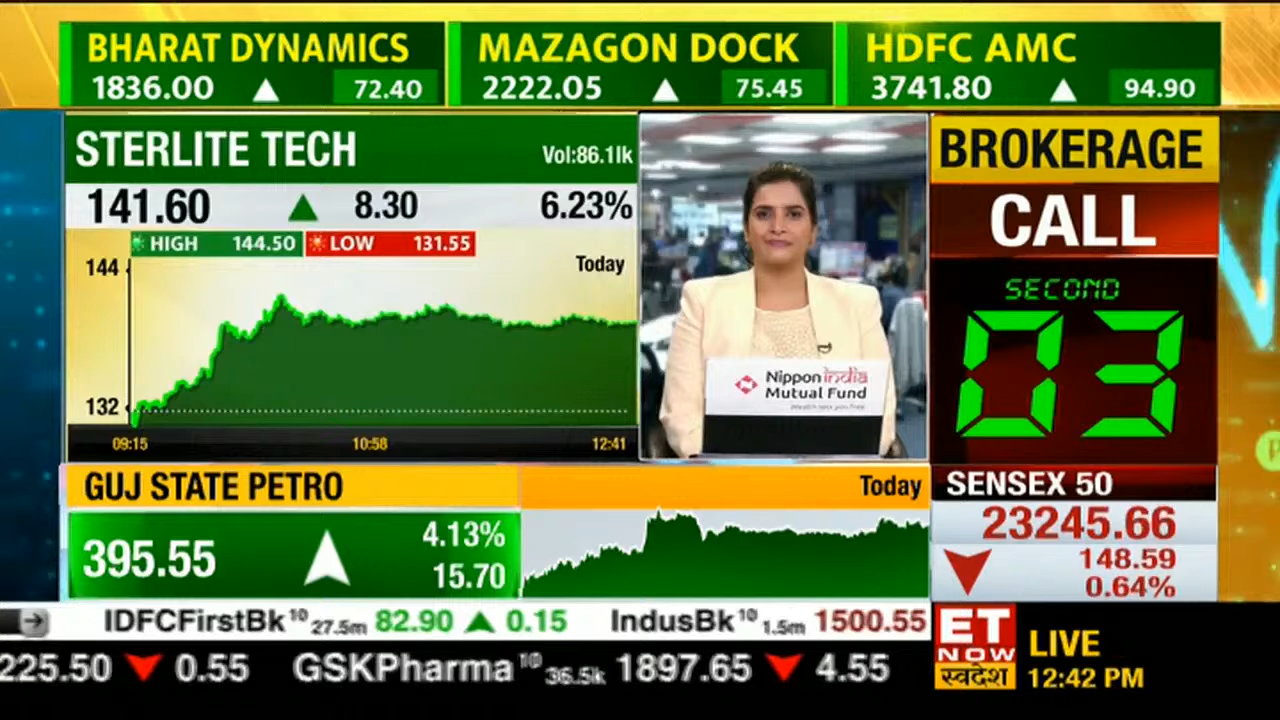 BHARAT DYNAMICS
1836.00 ▲ 72.40
MAZAGON DOCK
2222.05 ▲ 75.45
HDFC AMC
3741.80 ▲ 94.90
STERLITE TECH Vol:86.1lk
141.60 ▲ 8.30 6.23%
HIGH 144.50 LOW 131.55
Today
144
132
09:15 10:58 12:41
Nippon india
Mutual Fund
BROKERAGE
CALL
SECOND
03
GUJ STATE PETRO
Today
395.55 ▲ 4.13%
15.70
SENSEX 50
23245.66
▼ 148.59
0.64%
IDFCFirstBk 10 27.5m 82.90 ▲ 0.15 IndusBk 10 1.5m 1500.55
225.50 ▼ 0.55 GSKPharma 10 36.5k 1897.65 ▼ 4.55
ET
NOW
स्वदेश
LIVE
12:42 PM